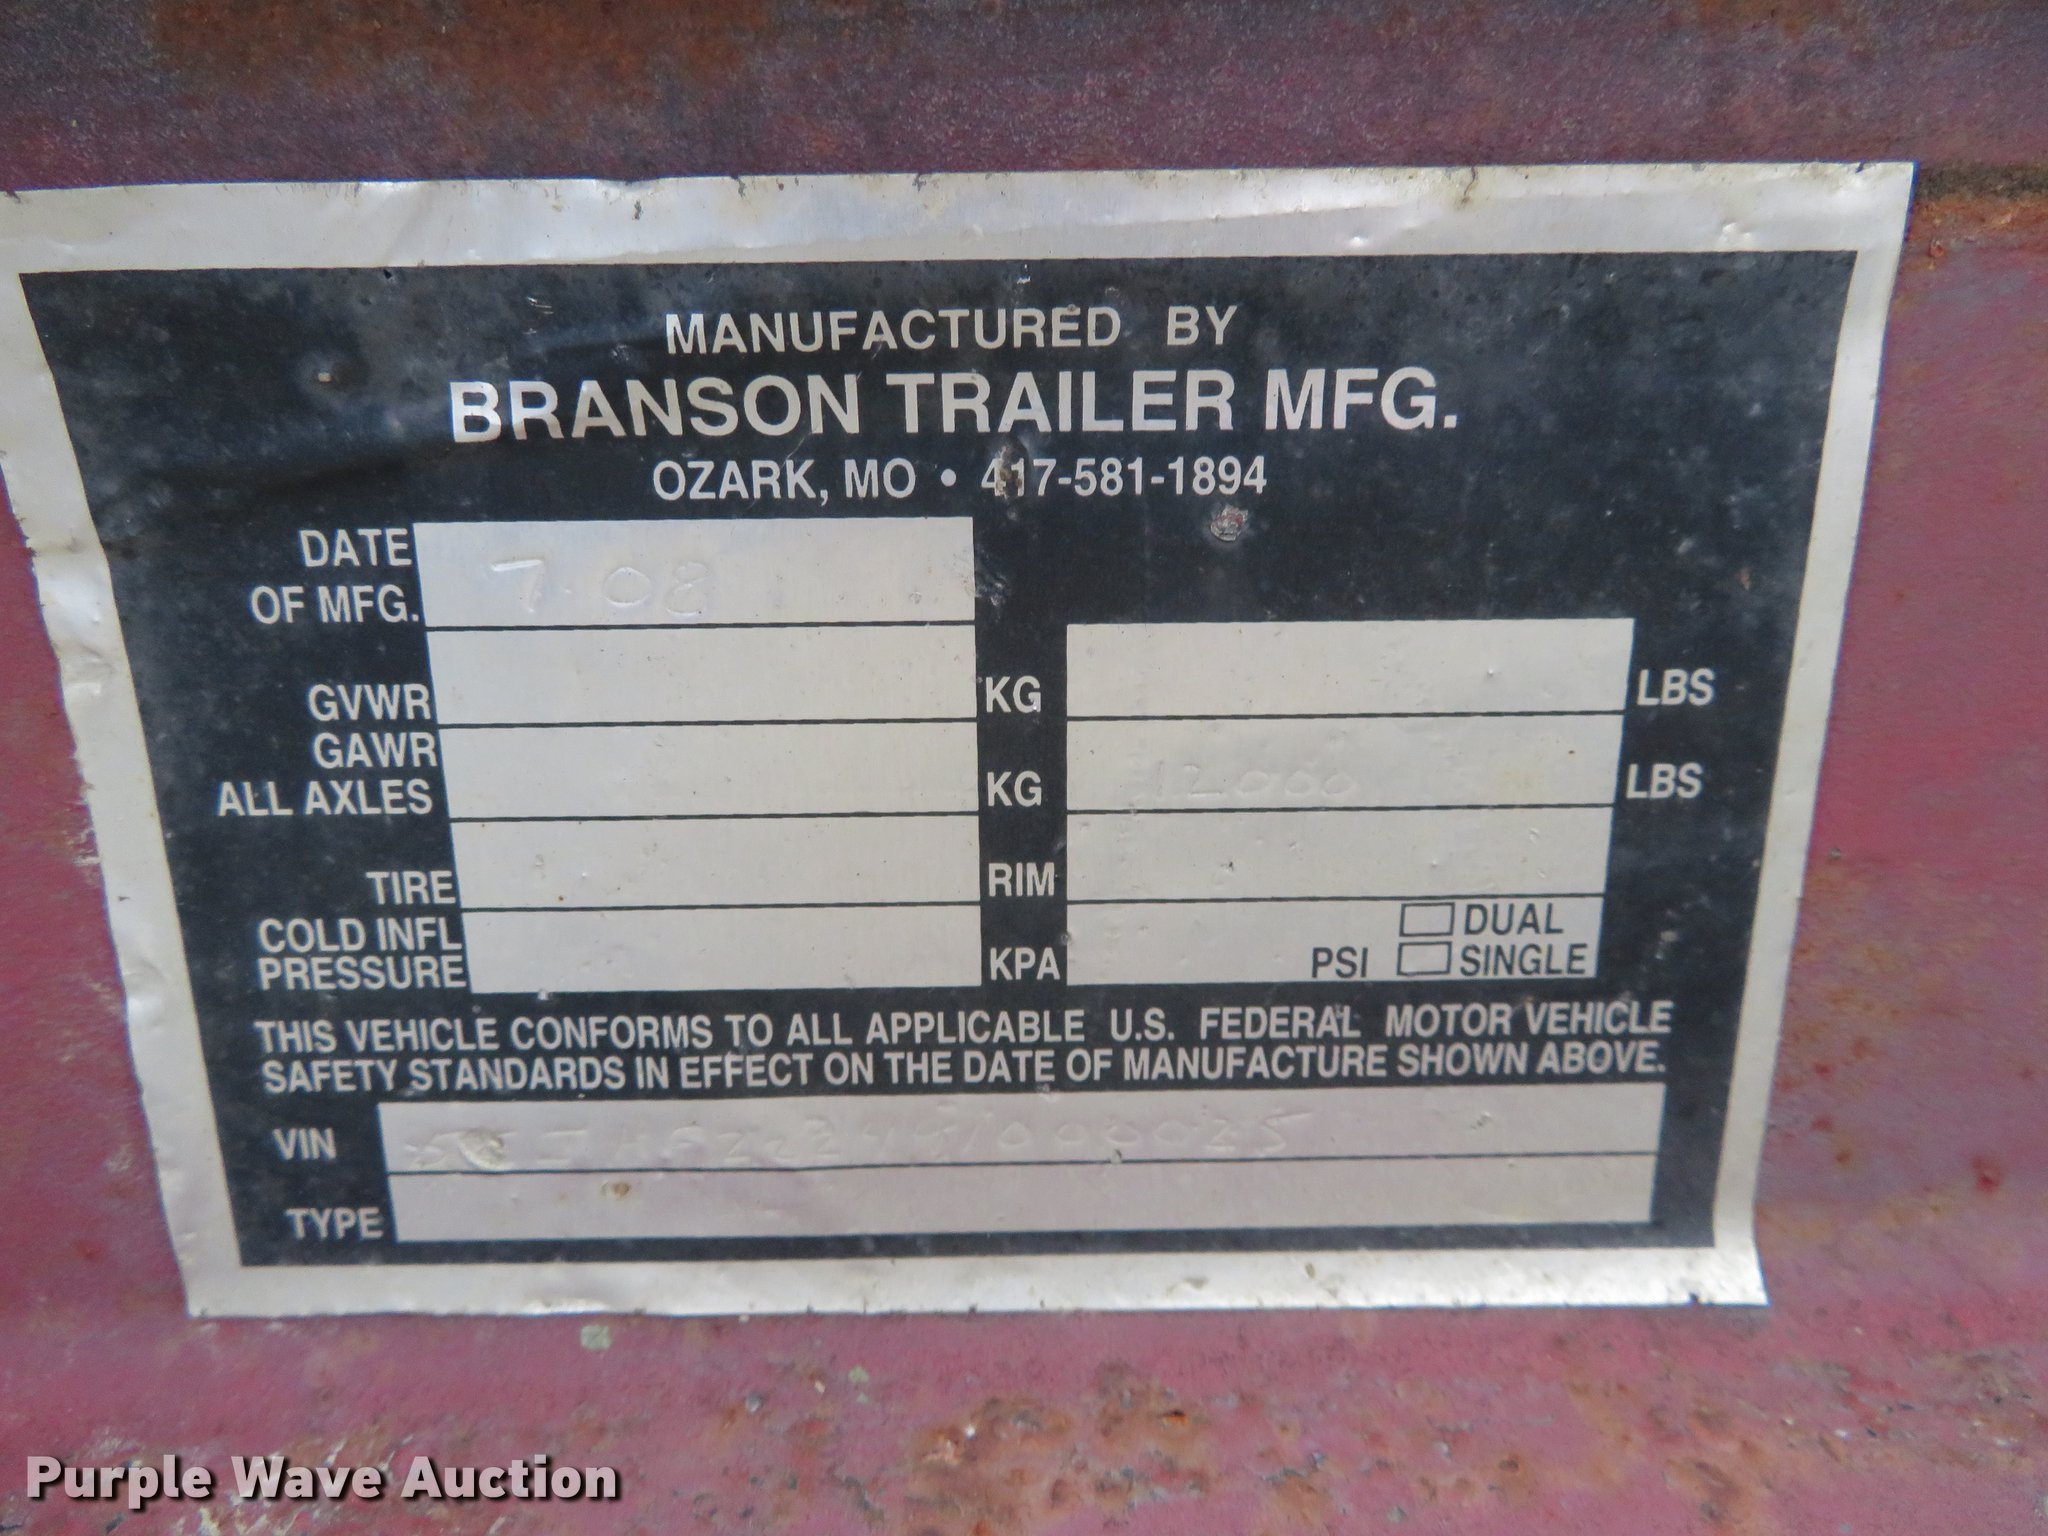 MANUFACTURED BY
BRANSON TRAILER MFG.
OZARK, MO • 417-581-1894
DATE OF MFG. 7-08
GVWR KG LBS
GAWR ALL AXLES KG 12000 LBS
TIRE RIM
COLD INFL PRESSURE KPA PSI DUAL SINGLE
THIS VEHICLE CONFORMS TO ALL APPLICABLE U.S. FEDERAL MOTOR VEHICLE
SAFETY STANDARDS IN EFFECT ON THE DATE OF MANUFACTURE SHOWN ABOVE.
VIN
TYPE
Purple Wave Auction